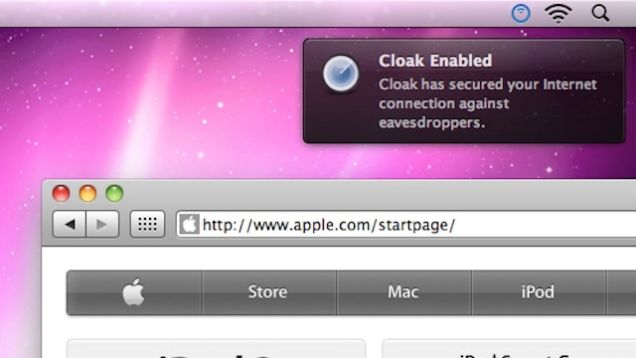 Cloak Enabled
Cloak has secured your Internet
connection against
eavesdroppers.
http://www.apple.com/startpage/
Store Mac iPod